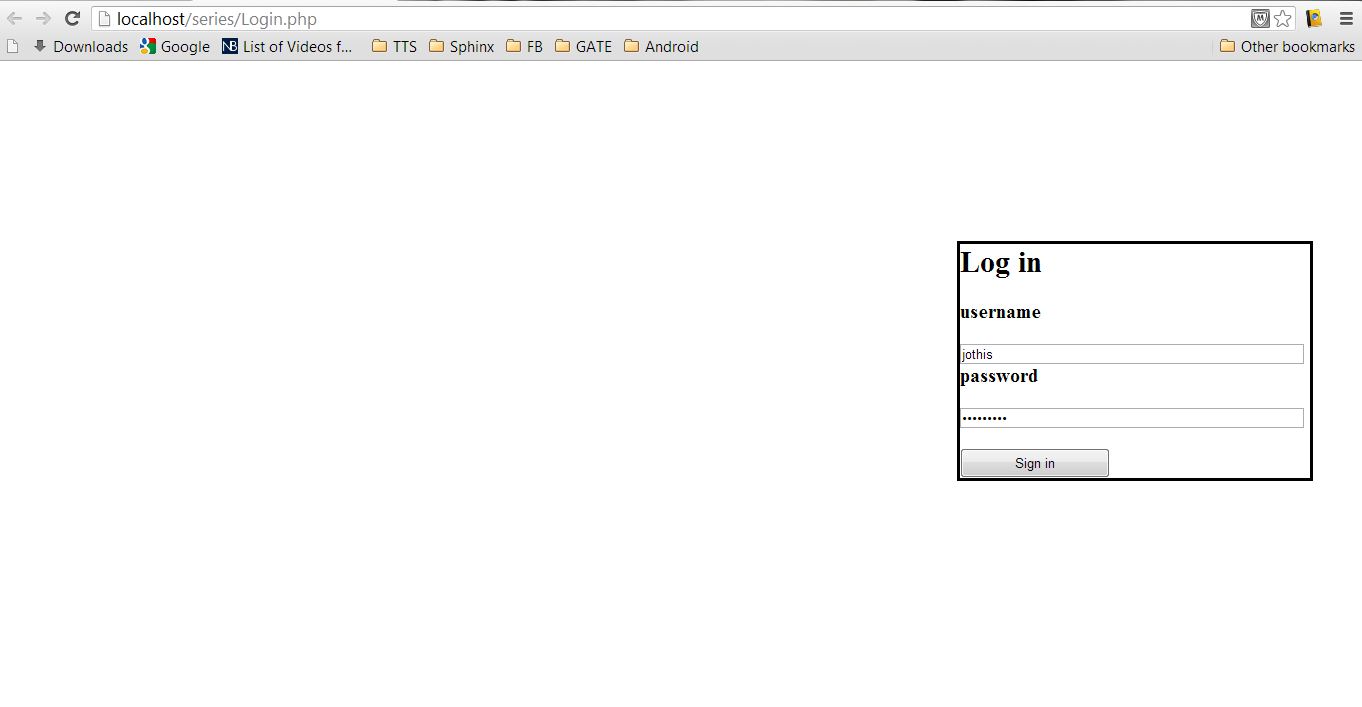 localhost/series/Login.php
Downloads Google NB List of Videos f... TTS Sphinx FB GATE Android Other bookmarks
Log in
username
jothis
password
•••••••••
Sign in